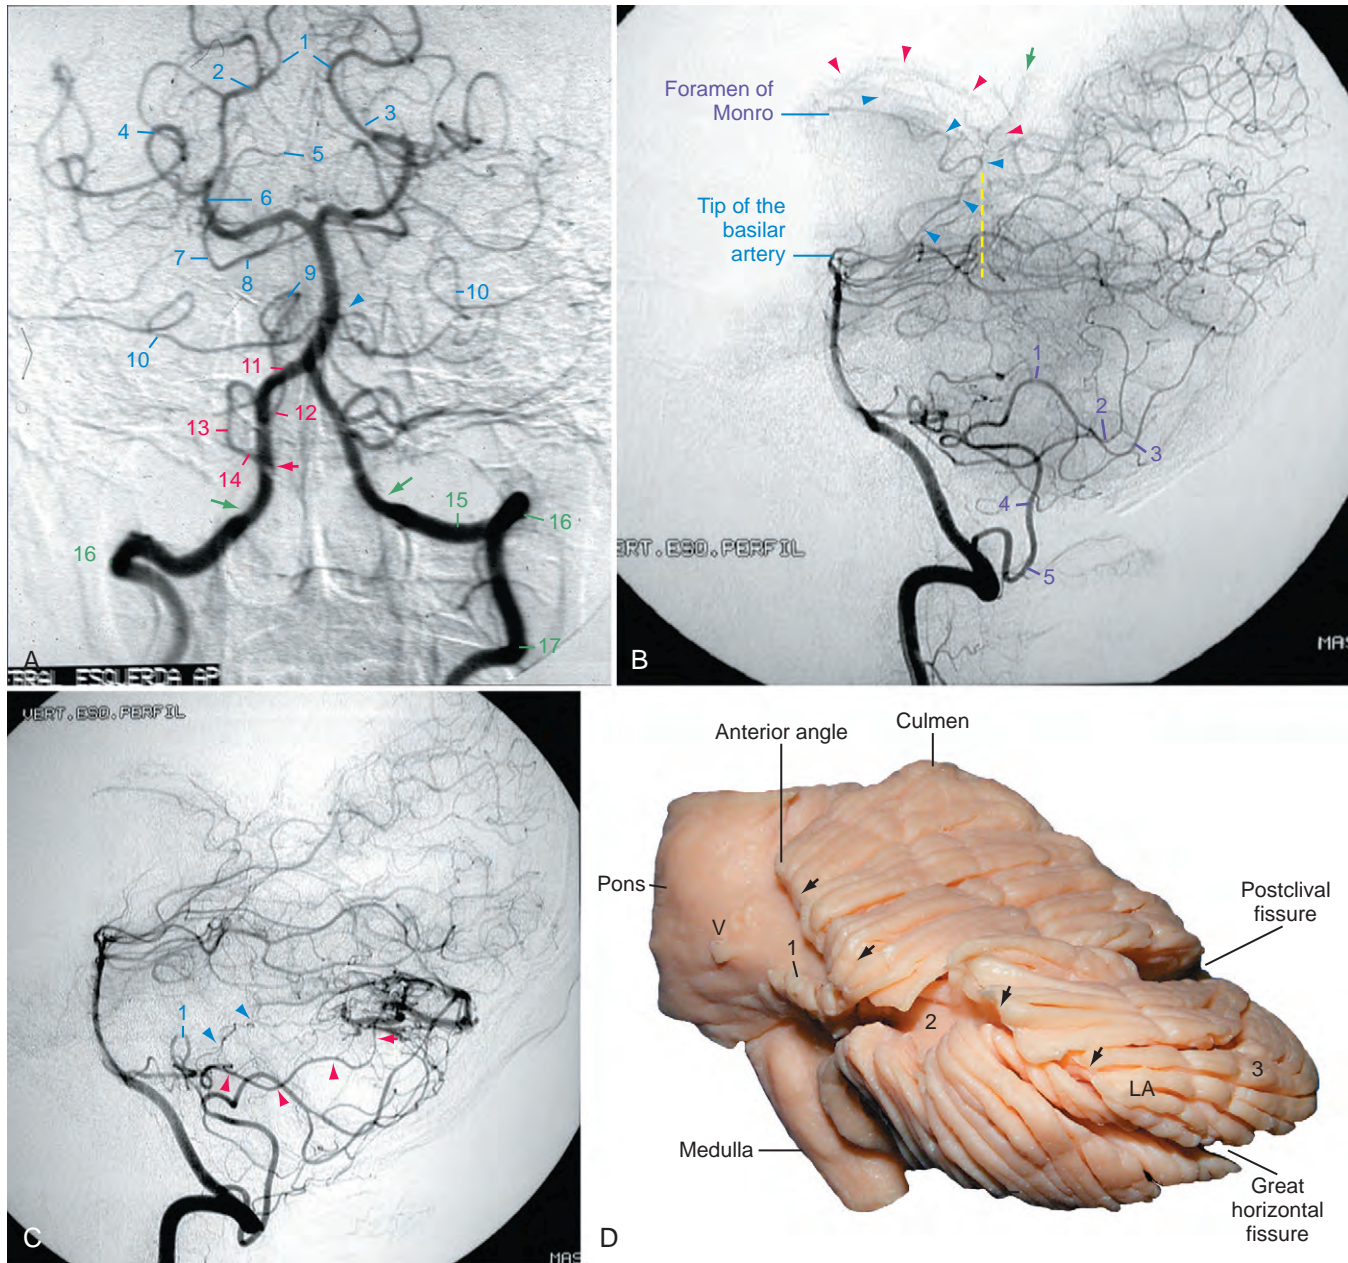 1
2
3
4
5
6
7
8
9
10
10
11
12
13
14
15
16
16
17
A
ERRAL ESQUERDA AP
Foramen of
Monro
Tip of the
basilar
artery
1
2
3
4
5
ERT.ESQ.PERFIL
B
MAS
VERT.ESQ.PERFIL
1
C
MAS
Culmen
Anterior angle
Pons
V
1
2
3
LA
Postclival
fissure
Medulla
Great
horizontal
fissure
D